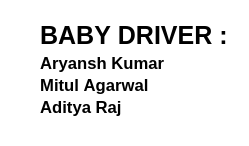 BABY DRIVER :
Aryansh Kumar
Mitul Agarwal
Aditya Raj